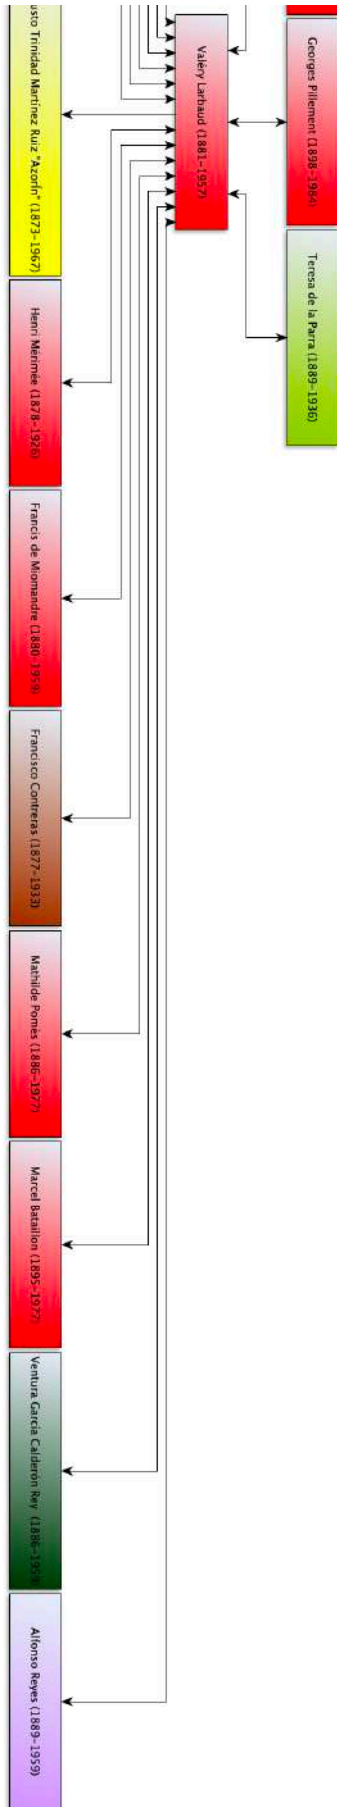 Georges Pillement (1898-1984)
Teresa de la Parra (1889-1936)
Valéry Larbaud (1881-1957)
Trinidad Martínez Ruiz "Azorín" (1873-1967)
Henri Mérimée (1878-1926)
Francis de Miomandre (1880-1959)
Francisco Contreras (1877-1933)
Mathilde Pomès (1886-1977)
Marcel Bataillon (1895-1977)
Ventura García Calderón Rey (1886-1959)
Alfonso Reyes (1889-1959)